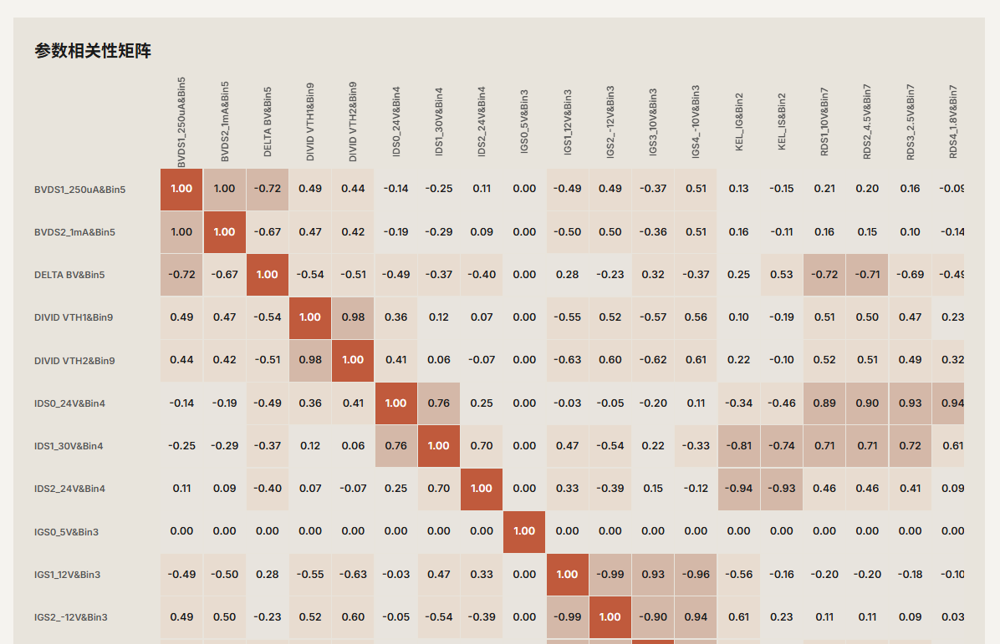 参数相关性矩阵
BVDS1_250uA&Bin5 BVDS2_1mA&Bin5 DELTA BV&Bin5 DIVID VTH1&Bin9 DIVID VTH2&Bin9 IDS0_24V&Bin4 IDS1_30V&Bin4 IDS2_24V&Bin4 IGS0_5V&Bin3 IGS1_12V&Bin3 IGS2_-12V&Bin3 IGS3_10V&Bin3 IGS4_-10V&Bin3 KEL_IG&Bin2 KEL_IS&Bin2 RDS1_10V&Bin7 RDS2_4.5V&Bin7 RDS3_2.5V&Bin7 RDS4_1.8V&Bin7
BVDS1_250uA&Bin5 1.00 1.00 -0.72 0.49 0.44 -0.14 -0.25 0.11 0.00 -0.49 0.49 -0.37 0.51 0.13 -0.15 0.21 0.20 0.16 -0.09
BVDS2_1mA&Bin5 1.00 1.00 -0.67 0.47 0.42 -0.19 -0.29 0.09 0.00 -0.50 0.50 -0.36 0.51 0.16 -0.11 0.16 0.15 0.10 -0.14
DELTA BV&Bin5 -0.72 -0.67 1.00 -0.54 -0.51 -0.49 -0.37 -0.40 0.00 0.28 -0.23 0.32 -0.37 0.25 0.53 -0.72 -0.71 -0.69 -0.49
DIVID VTH1&Bin9 0.49 0.47 -0.54 1.00 0.98 0.36 0.12 0.07 0.00 -0.55 0.52 -0.57 0.56 0.10 -0.19 0.51 0.50 0.47 0.23
DIVID VTH2&Bin9 0.44 0.42 -0.51 0.98 1.00 0.41 0.06 -0.07 0.00 -0.63 0.60 -0.62 0.61 0.22 -0.10 0.52 0.51 0.49 0.32
IDS0_24V&Bin4 -0.14 -0.19 -0.49 0.36 0.41 1.00 0.76 0.25 0.00 -0.03 -0.05 -0.20 0.11 -0.34 -0.46 0.89 0.90 0.93 0.94
IDS1_30V&Bin4 -0.25 -0.29 -0.37 0.12 0.06 0.76 1.00 0.70 0.00 0.47 -0.54 0.22 -0.33 -0.81 -0.74 0.71 0.71 0.72 0.61
IDS2_24V&Bin4 0.11 0.09 -0.40 0.07 -0.07 0.25 0.70 1.00 0.00 0.33 -0.39 0.15 -0.12 -0.94 -0.93 0.46 0.46 0.41 0.09
IGS0_5V&Bin3 0.00 0.00 0.00 0.00 0.00 0.00 0.00 0.00 1.00 0.00 0.00 0.00 0.00 0.00 0.00 0.00 0.00 0.00 0.00
IGS1_12V&Bin3 -0.49 -0.50 0.28 -0.55 -0.63 -0.03 0.47 0.33 0.00 1.00 -0.99 0.93 -0.96 -0.56 -0.16 -0.20 -0.20 -0.18 -0.10
IGS2_-12V&Bin3 0.49 0.50 -0.23 0.52 0.60 -0.05 -0.54 -0.39 0.00 -0.99 1.00 -0.90 0.94 0.61 0.23 0.11 0.11 0.09 0.03